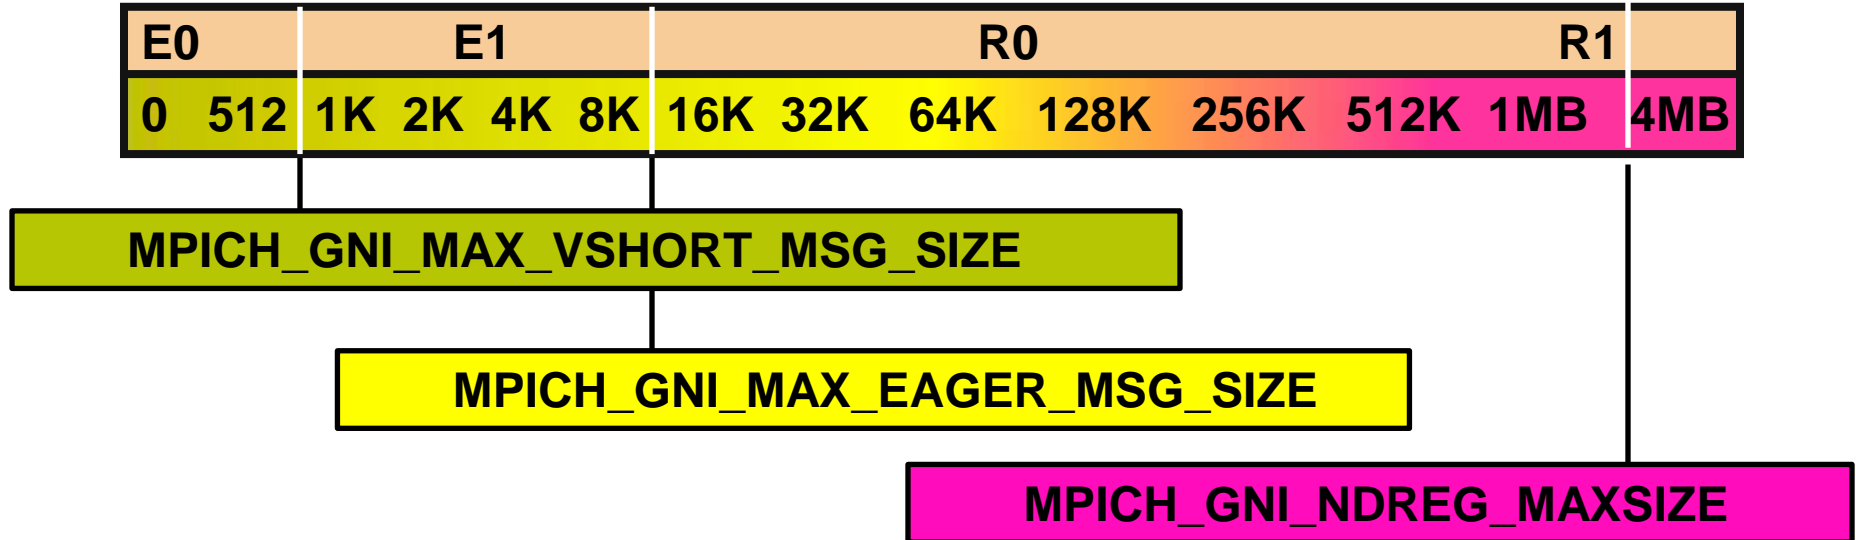 E0 E1 R0 R1
0 512 1K 2K 4K 8K 16K 32K 64K 128K 256K 512K 1MB 4MB
MPICH_GNI_MAX_VSHORT_MSG_SIZE
MPICH_GNI_MAX_EAGER_MSG_SIZE
MPICH_GNI_NDREG_MAXSIZE